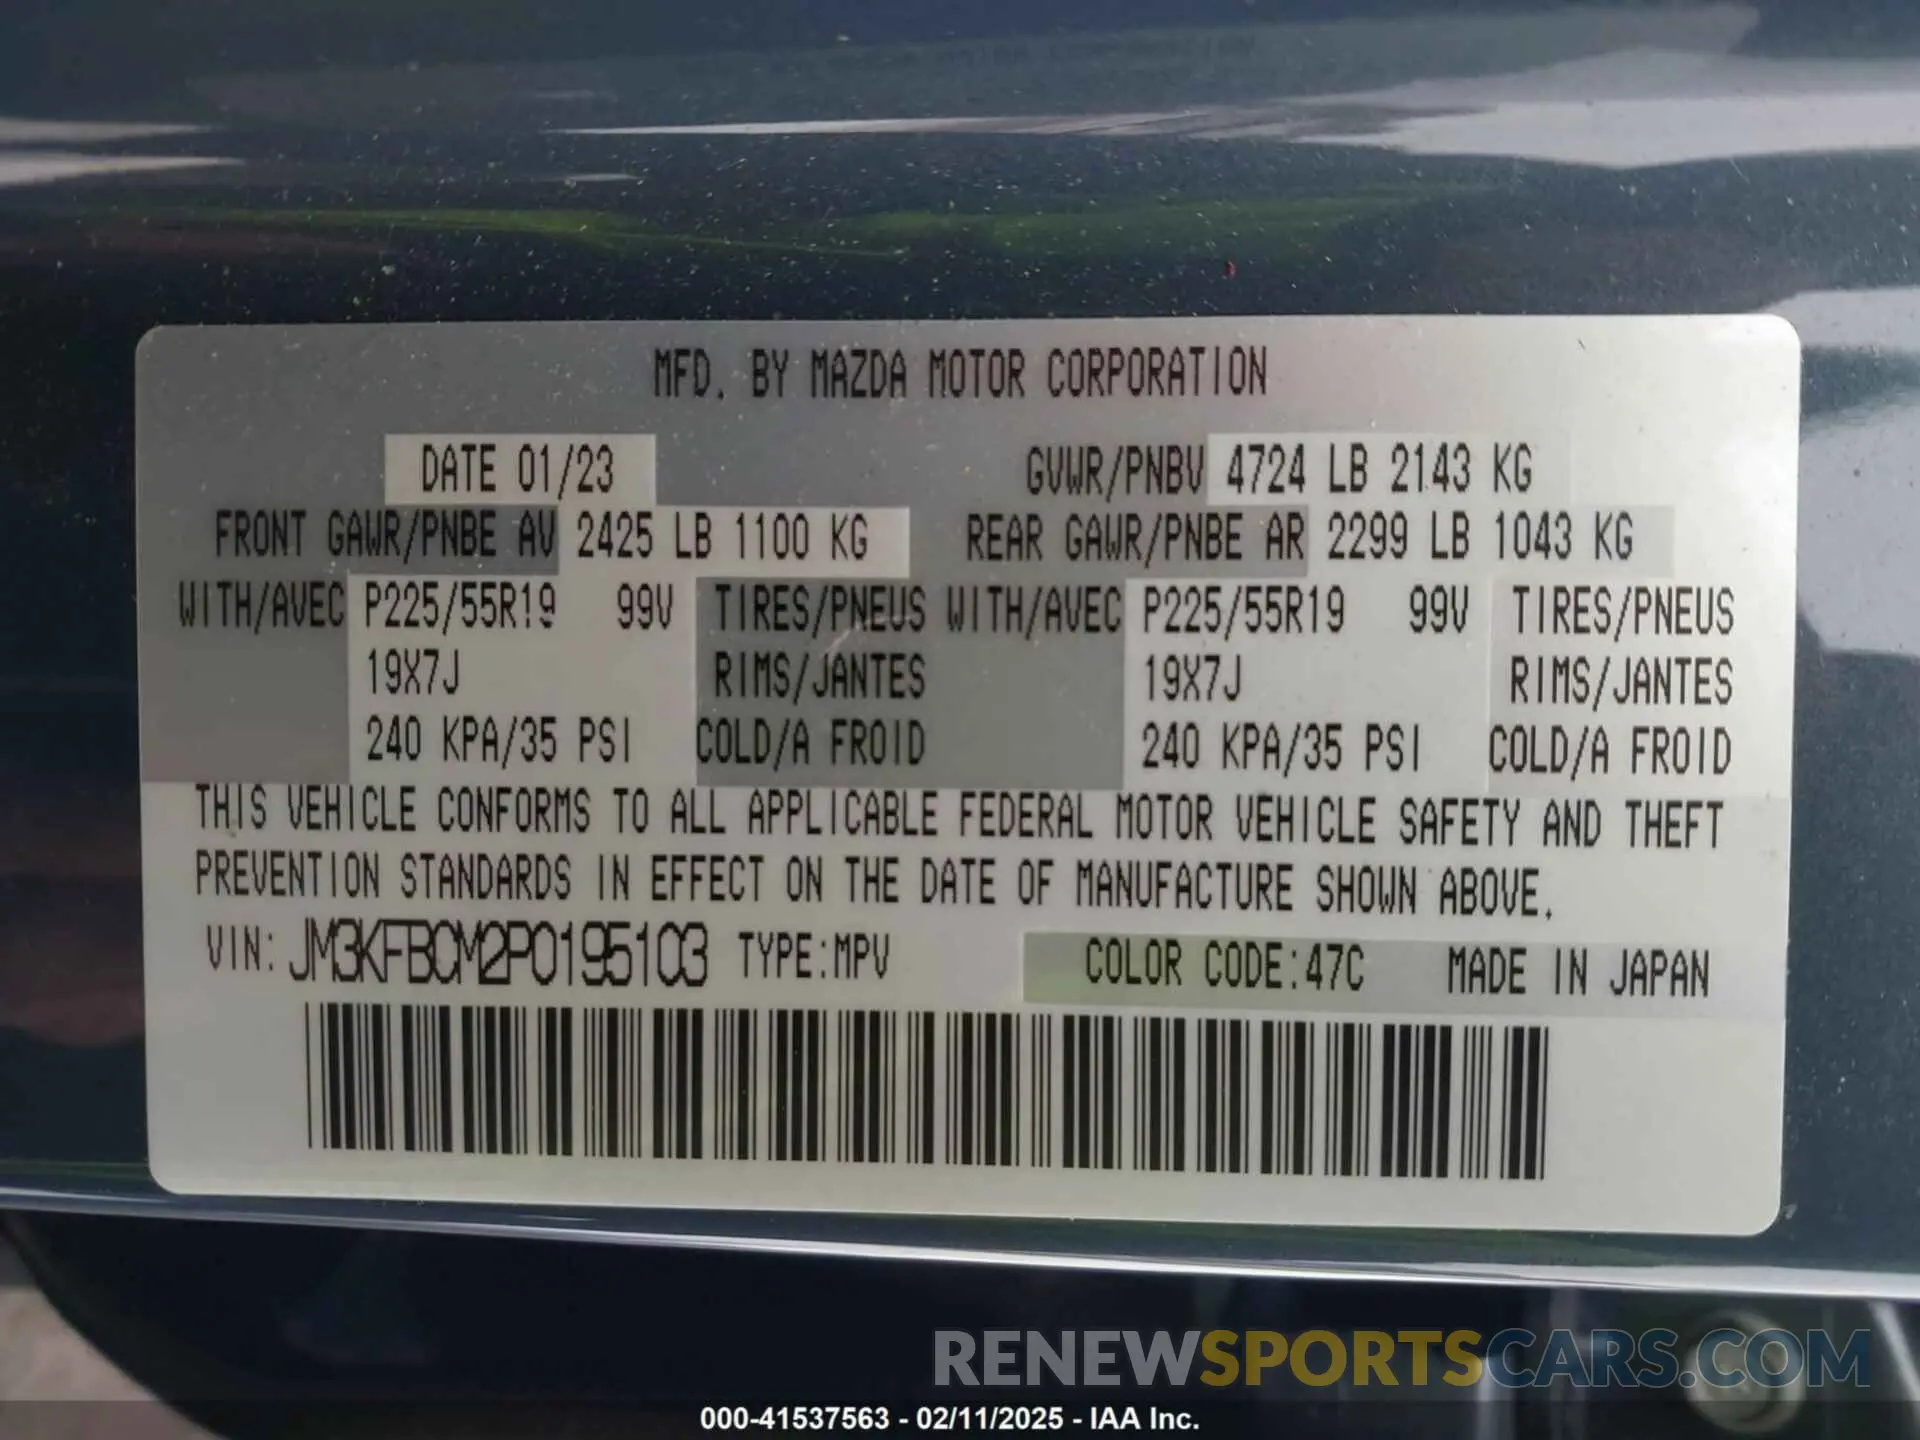 MFD. BY MAZDA MOTOR CORPORATION
DATE 01/23 GVWR/PNBV 4724 LB 2143 KG
FRONT GAWR/PNBE AV 2425 LB 1100 KG REAR GAWR/PNBE AR 2299 LB 1043 KG
WITH/AVEC P225/55R19 99V TIRES/PNEUS WITH/AVEC P225/55R19 99V TIRES/PNEUS
19X7J RIMS/JANTES 19X7J RIMS/JANTES
240 KPA/35 PSI COLD/A FROID 240 KPA/35 PSI COLD/A FROID
THIS VEHICLE CONFORMS TO ALL APPLICABLE FEDERAL MOTOR VEHICLE SAFETY AND THEFT
PREVENTION STANDARDS IN EFFECT ON THE DATE OF MANUFACTURE SHOWN ABOVE.
VIN: JM3KFBCM2P0195103 TYPE:MPV COLOR CODE:47C MADE IN JAPAN
RENEWSPORTSCARS.COM
000-41537563 - 02/11/2025 - IAA Inc.